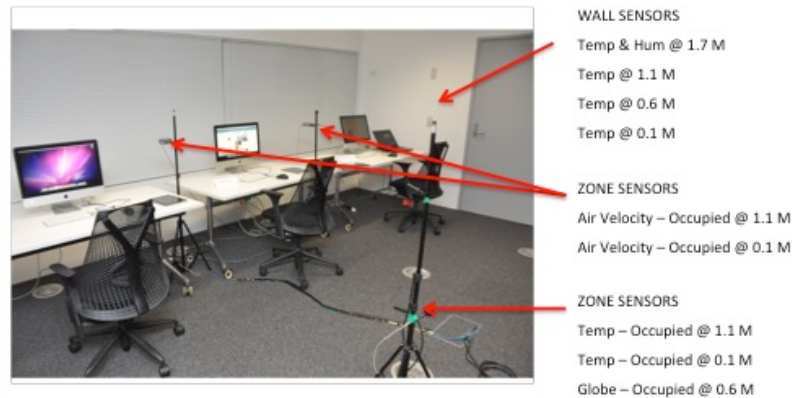 WALL SENSORS
Temp & Hum @ 1.7 M
Temp @ 1.1 M
Temp @ 0.6 M
Temp @ 0.1 M
ZONE SENSORS
Air Velocity – Occupied @ 1.1 M
Air Velocity – Occupied @ 0.1 M
ZONE SENSORS
Temp – Occupied @ 1.1 M
Temp – Occupied @ 0.1 M
Globe – Occupied @ 0.6 M